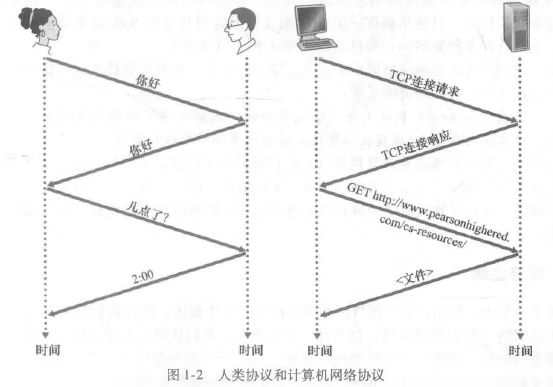 你好
你好
几点了?
2:00
时间
时间
TCP连接请求
TCP连接响应
GET http://www.pearsonhighered.
com/cs-resources/
<文件>
时间
时间
图 1-2 人类协议和计算机网络协议